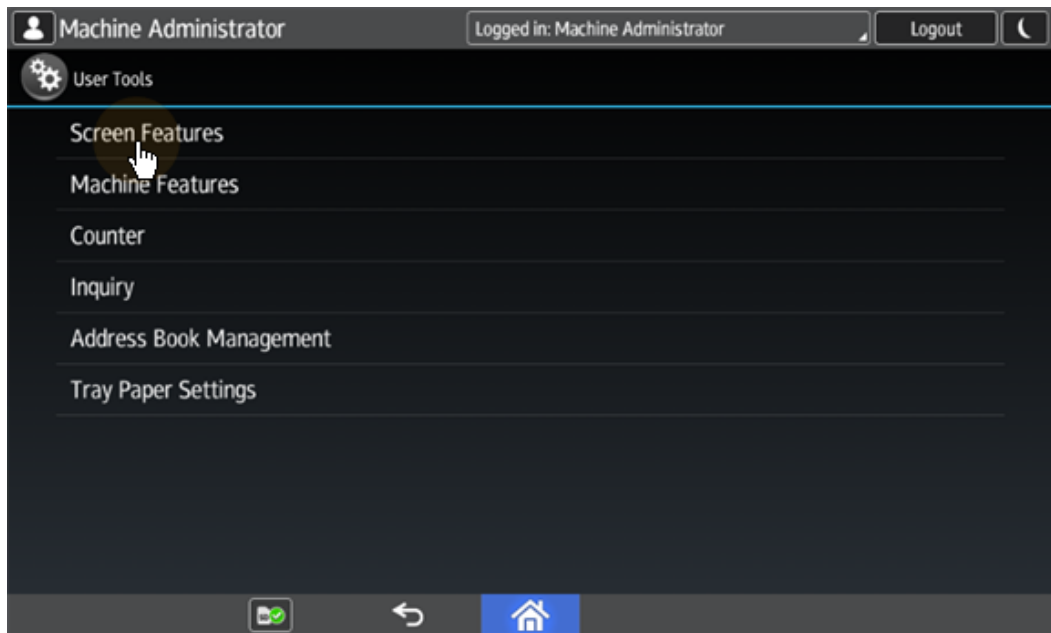 Machine Administrator
Logged in: Machine Administrator
Logout
User Tools
Screen Features
Machine Features
Counter
Inquiry
Address Book Management
Tray Paper Settings